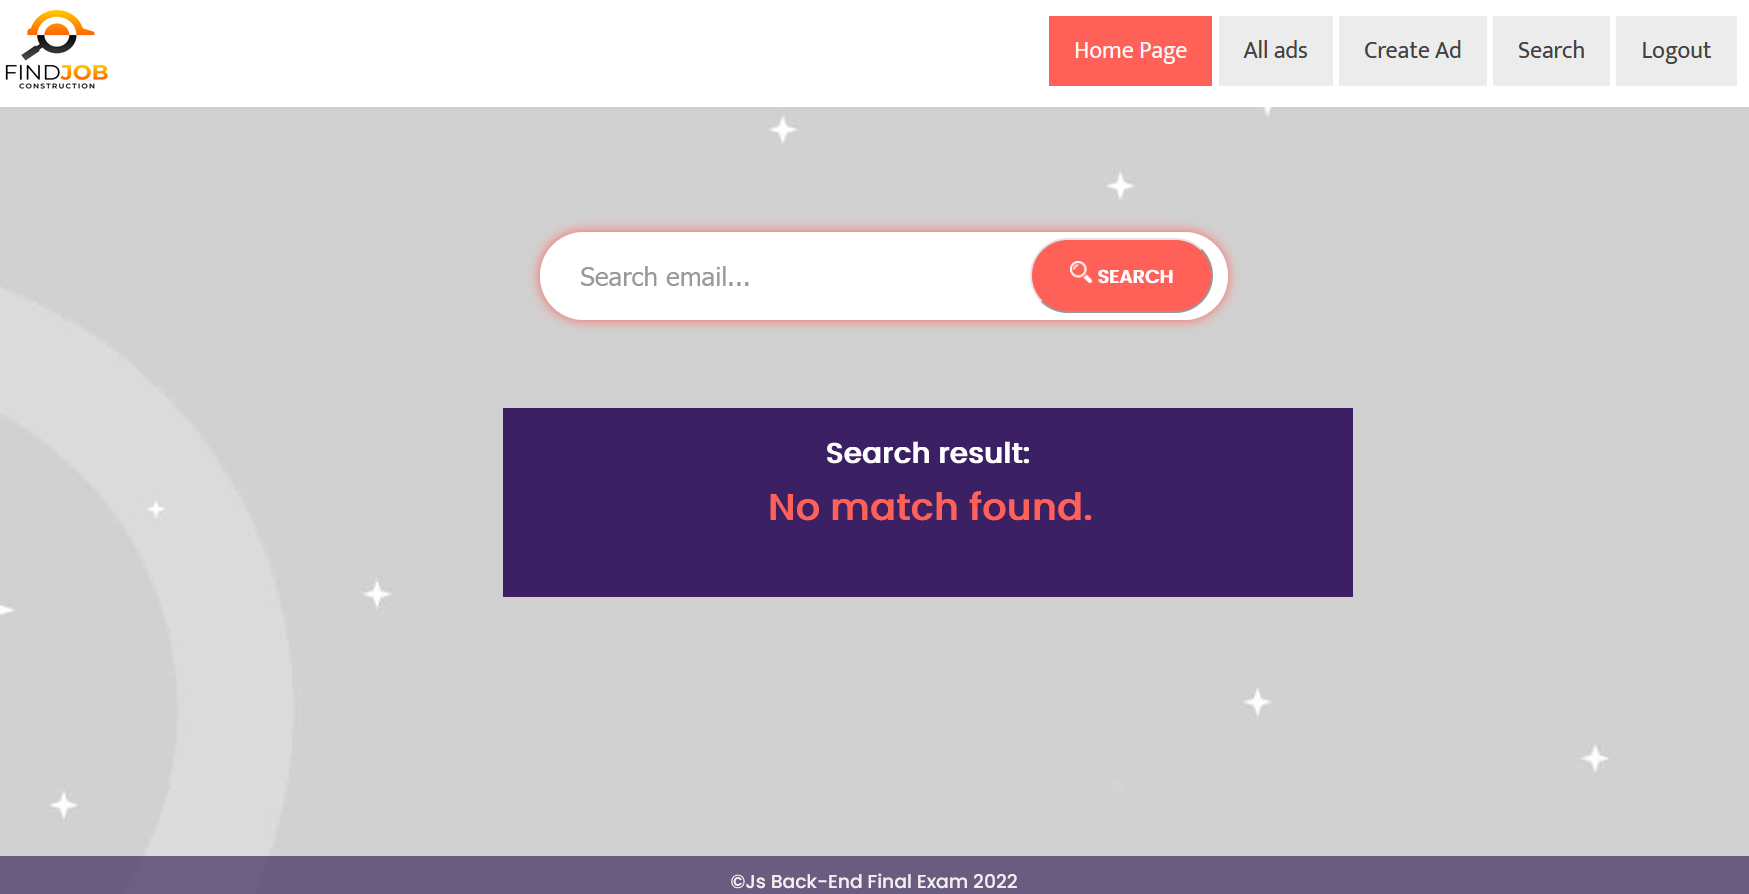 FINDJOB
CONSTRUCTION
Home Page
All ads
Create Ad
Search
Logout
Search email...
SEARCH
Search result:
No match found.
©Js Back-End Final Exam 2022